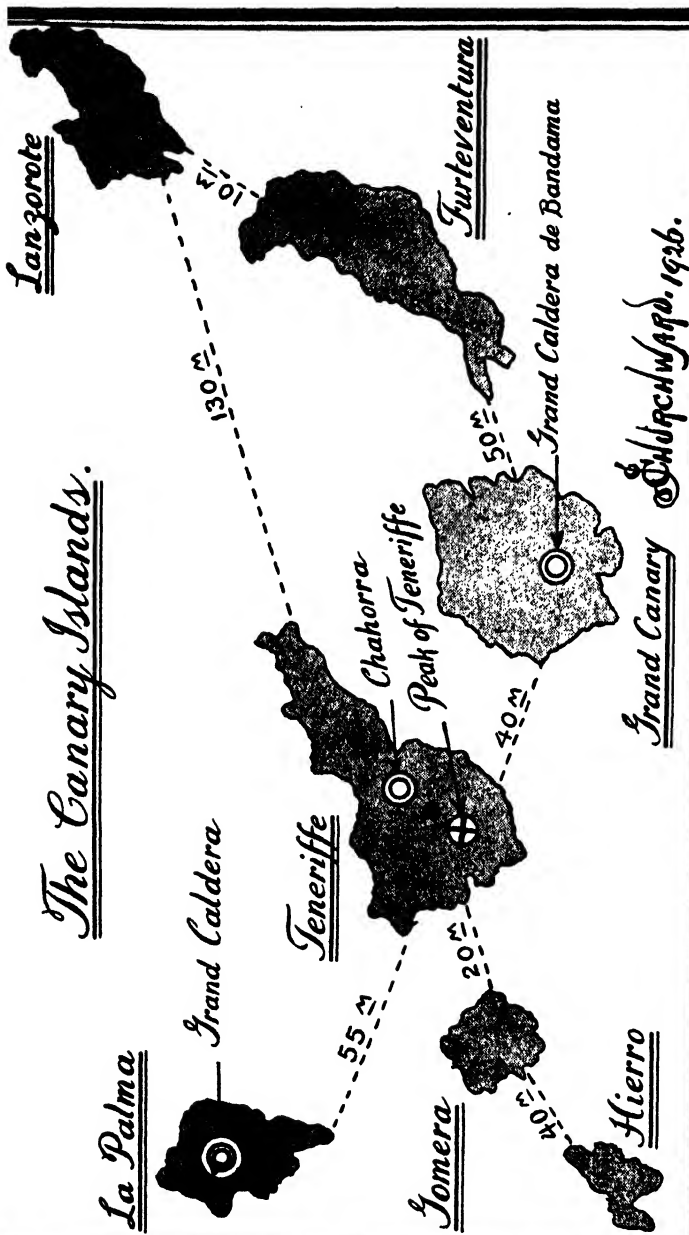 The Canary Islands.
La Palma
Grand Caldera
55 M
Teneriffe
Chahorra
Peak of Teneriffe
130 M
Lanzorote
10 M
Furteventura
50 M
Grand Caldera de Bandama
Grand Canary
40 M
20 M
Gomera
40 M
Hierro
J CHURCHWARD. 1926.